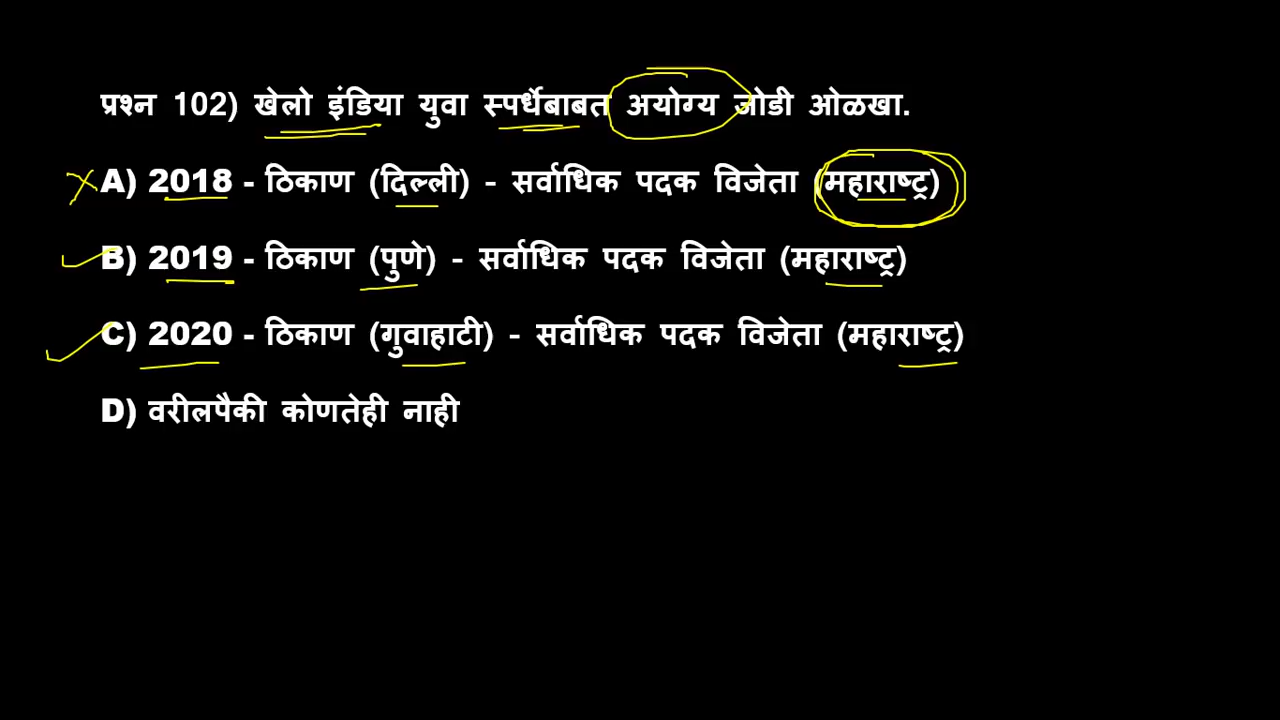 प्रश्न 102) खेलो इंडिया युवा स्पर्धेबाबत अयोग्य जोडी ओळखा.
A) 2018 - ठिकाण (दिल्ली) - सर्वाधिक पदक विजेता (महाराष्ट्र)
B) 2019 - ठिकाण (पुणे) - सर्वाधिक पदक विजेता (महाराष्ट्र)
C) 2020 - ठिकाण (गुवाहाटी) - सर्वाधिक पदक विजेता (महाराष्ट्र)
D) वरीलपैकी कोणतेही नाही